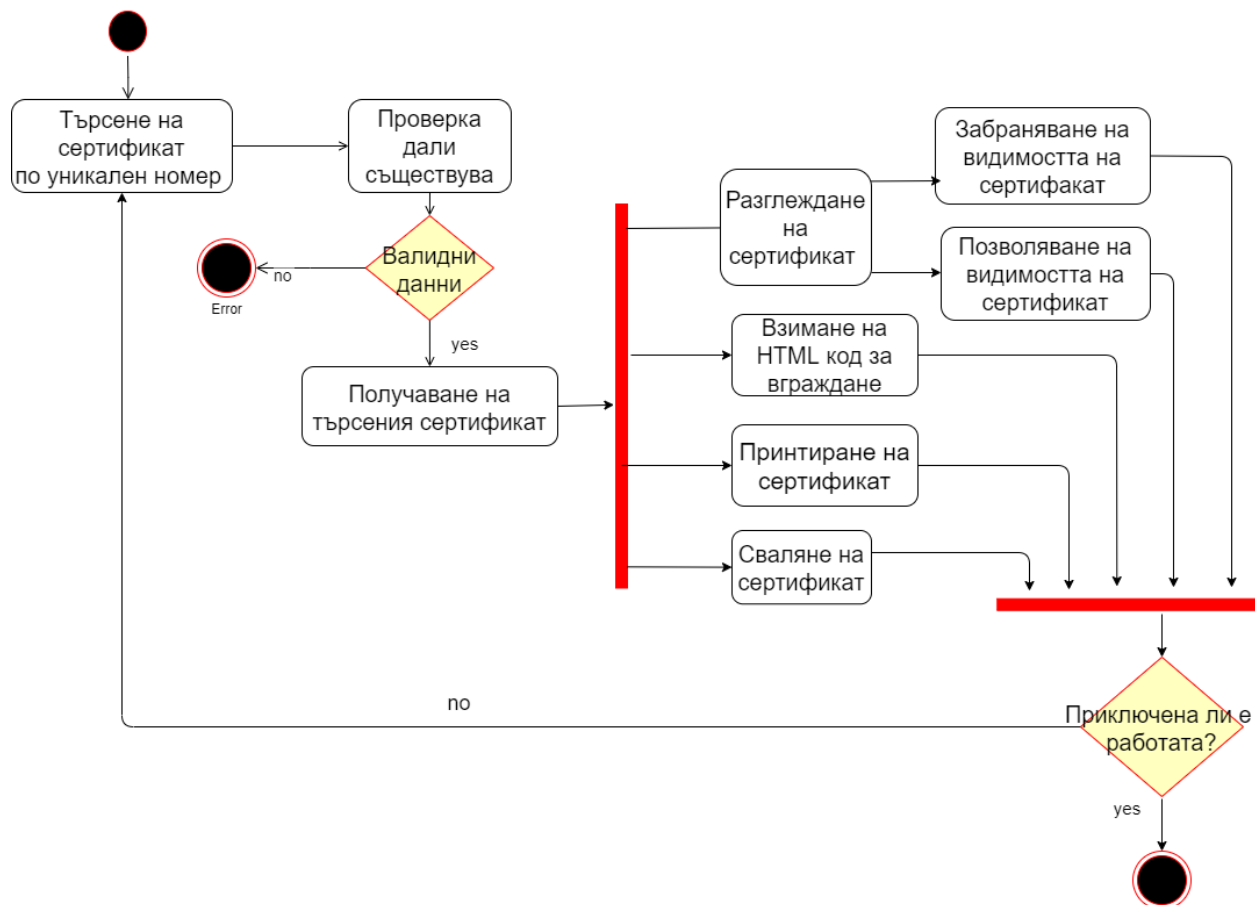 Търсене на
сертификат
по уникален номер
Проверка
дали
съществува
Валидни
данни
no
Error
yes
Получаване на
търсения сертификат
Разглеждане
на
сертификат
Забраняване на
видимостта на
сертифакат
Позволяване на
видимостта на
сертификат
Взимане на
HTML код за
вграждане
Принтиране на
сертификат
Сваляне на
сертификат
Приключена ли е
работата?
no
yes